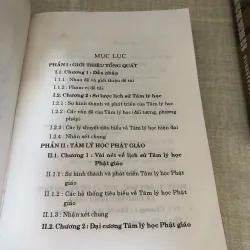 MỤC LỤC
PHẦN I : GIỚI THIỆU TỔNG QUÁT
I.1. Chương 1 : Dẫn nhập
I.1.1 : Nhan đề và giới thiệu đề tài
I.1.2 : Phạm vi đề tài
I.2. Chương 2 : Sơ lược lịch sử Tâm lý học
I.2.1 : Sự hình thành và phát triển của Tâm lý học
I.2.2 : Các vấn đề của Tâm lý học (đối tượng, phương
pháp)
I.2.3 : Các lý thuyết tiêu biểu về Tâm lý học hiện đại
I.2.4 : Nhận xét chung
PHẦN II : TÂM LÝ HỌC PHẬT GIÁO
II.1. Chương 1 : Vài nét về lịch sử Tâm lý học
Phật giáo
II.1.1 : Sự hình thành và phát triển Tâm lý học Phật
giáo
II.1.2 : Các hệ thống tiêu biểu về Tâm lý học Phật
giáo
II.1.3 : Nhận xét chung
II.2. Chương 2 : Đại cương Tâm lý học Phật giáo